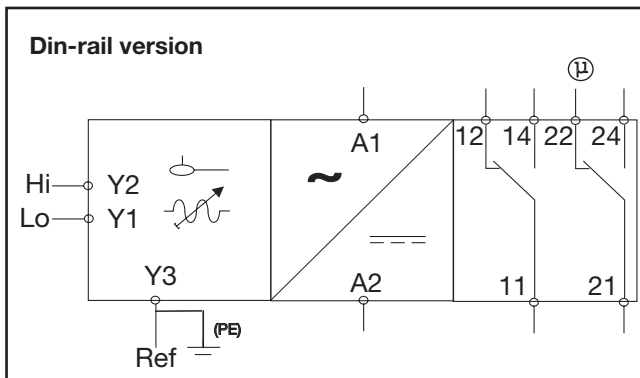 Din-rail version
µ
12 14 22 24
A1
Hi Y2
Lo Y1
~
Y3 A2 11 21
(PE)
Ref